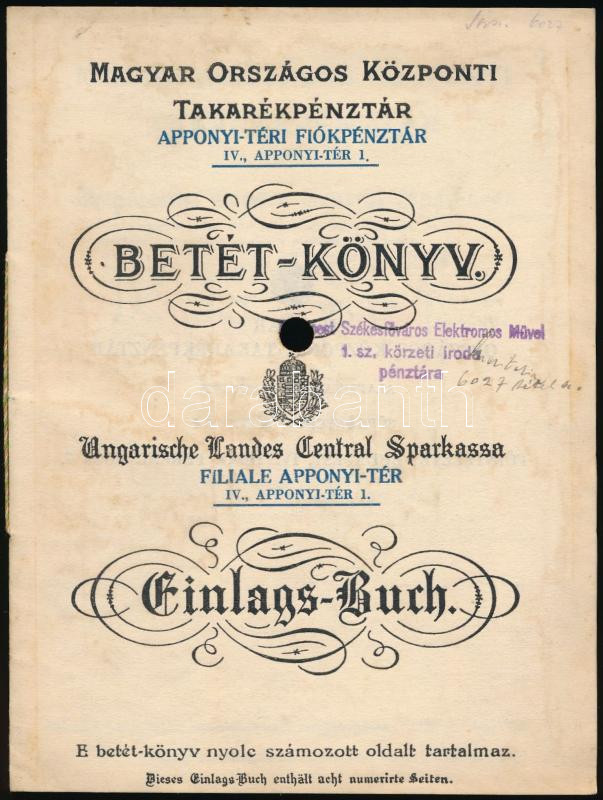 6027
MAGYAR ORSZÁGOS KÖZPONTI
TAKARÉKPÉNZTÁR
APPONYI-TÉRI FIÓKPÉNZTÁR
IV., APPONYI-TÉR 1.
BETÉT-KÖNYV.
Székesfőváros Elektromos Művei
1. sz. körzeti iroda
pénztára
6027
darabanth
Ungarische Landes Central Sparkassa
FILIALE APPONYI-TÉR
IV., APPONYI-TÉR 1.
Einlags-Buch.
E betét-könyv nyolc számozott oldalt tartalmaz.
Dieses Einlags-Buch enthält acht numerirte Seiten.